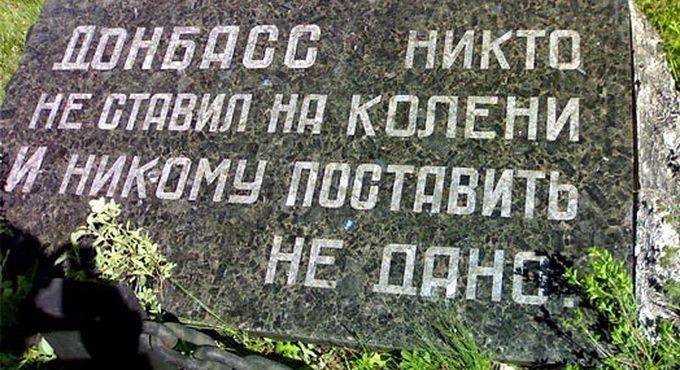 ДОНБАСС НИКТО
НЕ СТАВИЛ НА КОЛЕНИ
И НИКОМУ ПОСТАВИТЬ
НЕ ДАНО.